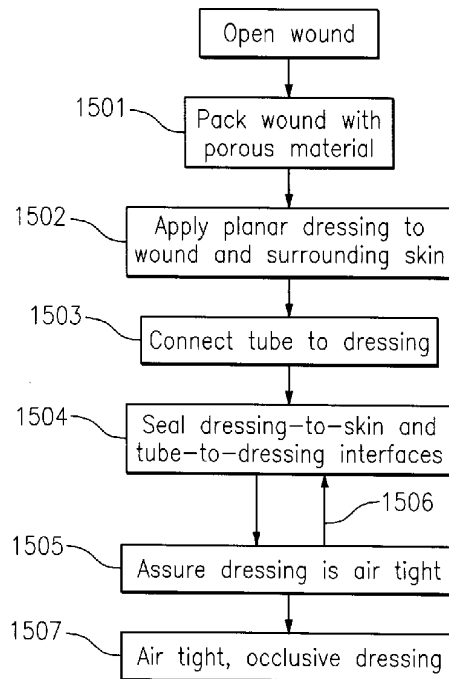 Open wound
1501
Pack wound with
porous material
1502
Apply planar dressing to
wound and surrounding skin
1503
Connect tube to dressing
1504
Seal dressing-to-skin and
tube-to-dressing interfaces
1506
1505
Assure dressing is air tight
1507
Air tight, occlusive dressing